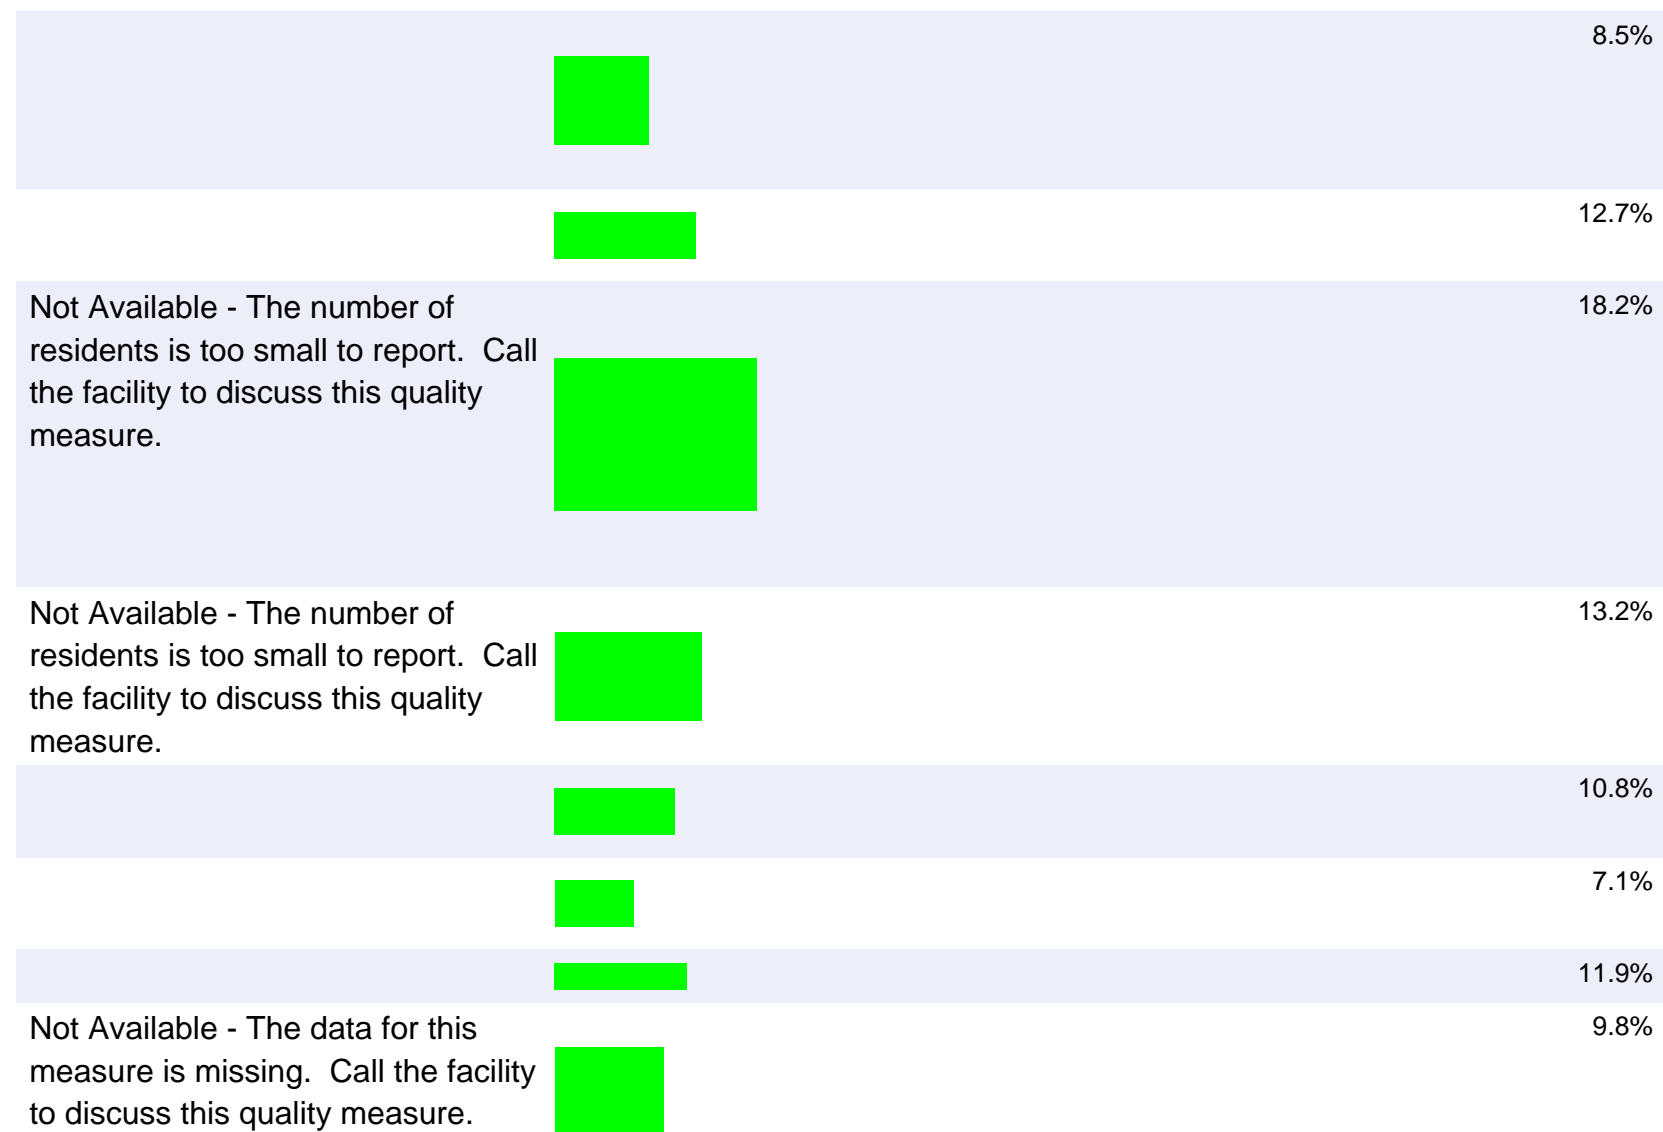 8.5%
12.7%
Not Available - The number of
residents is too small to report.  Call
the facility to discuss this quality
measure.
18.2%
Not Available - The number of
residents is too small to report.  Call
the facility to discuss this quality
measure.
13.2%
10.8%
7.1%
11.9%
Not Available - The data for this
measure is missing.  Call the facility
to discuss this quality measure.
9.8%